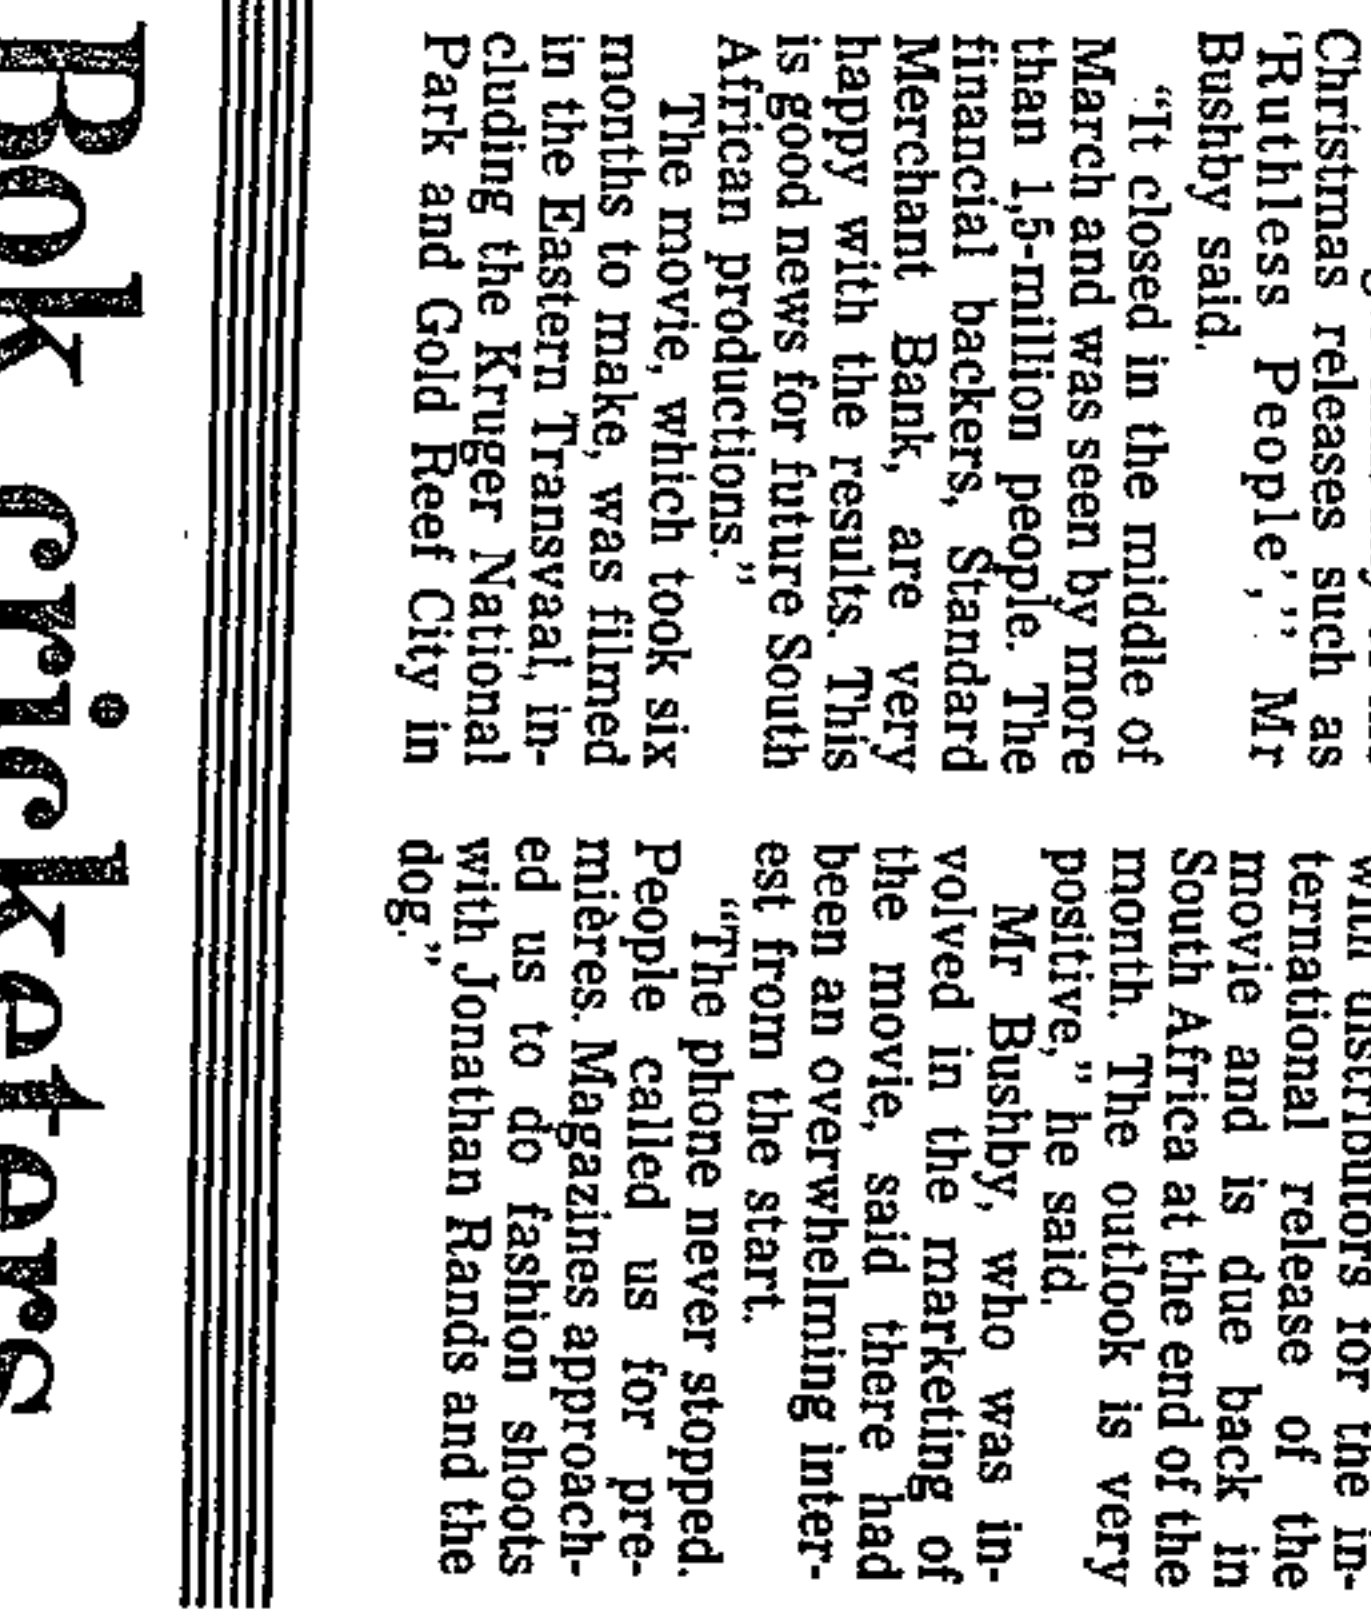 Christmas releases such as
'Ruthless People'," Mr
Bushby said.
"It closed in the middle of
March and was seen by more
than 1,5-million people. The
financial backers, Standard
Merchant Bank, are very
happy with the results. This
is good news for future South
African productions."
The movie, which took six
months to make, was filmed
in the Eastern Transvaal, in-
cluding the Kruger National
Park and Gold Reef City in
with distributors for the in-
ternational release of the
movie and is due back in
South Africa at the end of the
month. The outlook is very
positive," he said.
Mr Bushby, who was in-
volved in the marketing of
the movie, said there had
been an overwhelming inter-
est from the start.
"The phone never stopped.
People called us for pre-
mières. Magazines approach-
ed us to do fashion shoots
with Jonathan Rands and the
dog."
Bok cricketers